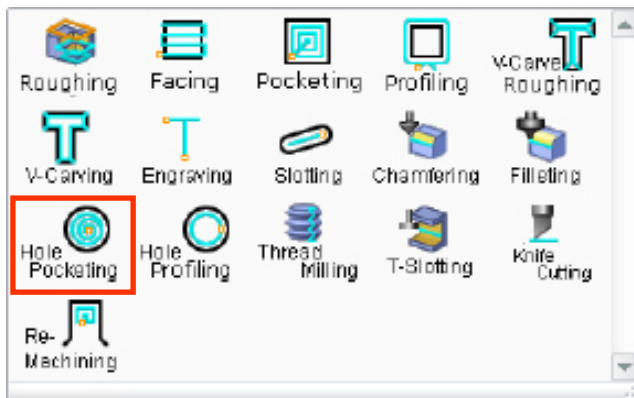 Roughing
Facing
Pocketing
Profiling
V-Carve
Roughing
V-Carving
Engraving
Slotting
Chamfering
Filleting
Hole
Pocketing
Hole
Profiling
Thread
Milling
T-Slotting
Knife
Cutting
Re-
Machining